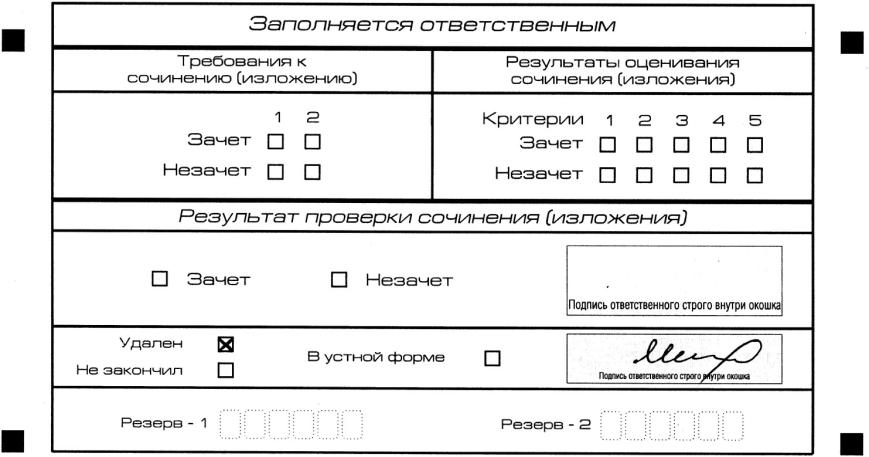 Заполняется ответственным
Требования к
сочинению (изложению)
Результаты оценивания
сочинения (изложения)
1 2
Зачет
Незачет
Критерии 1 2 3 4 5
Зачет
Незачет
Результат проверки сочинения (изложения)
Зачет Незачет
Подпись ответственного строго внутри окошка
Удален
Не закончил
В устной форме
Подпись ответственного строго внутри окошка
Резерв - 1
Резерв - 2